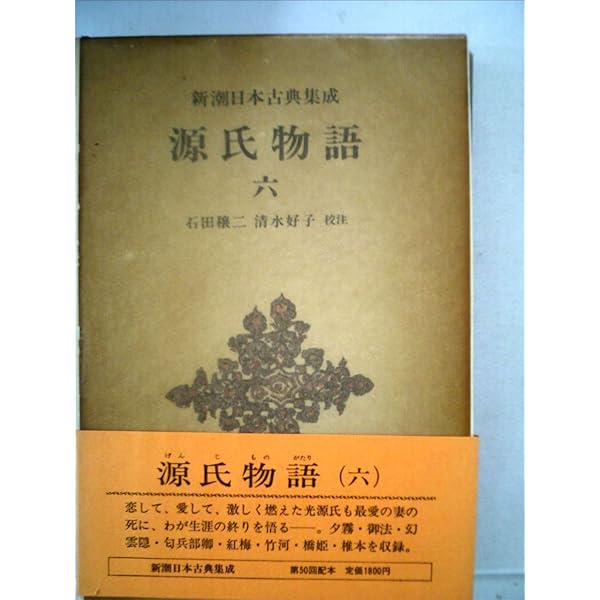 新潮日本古典集成
源氏物語
六
石田穣二 清水好子 校注
げんじものがたり
源氏物語(六)
恋して、愛して、激しく燃えた光源氏も最愛の妻の
死に、わが生涯の終りを悟る――。夕霧・御法・幻
雲隠・匂兵部卿・紅梅・竹河・橋姫・椎本を収録。
新潮日本古典集成 第50回配本 定価1800円